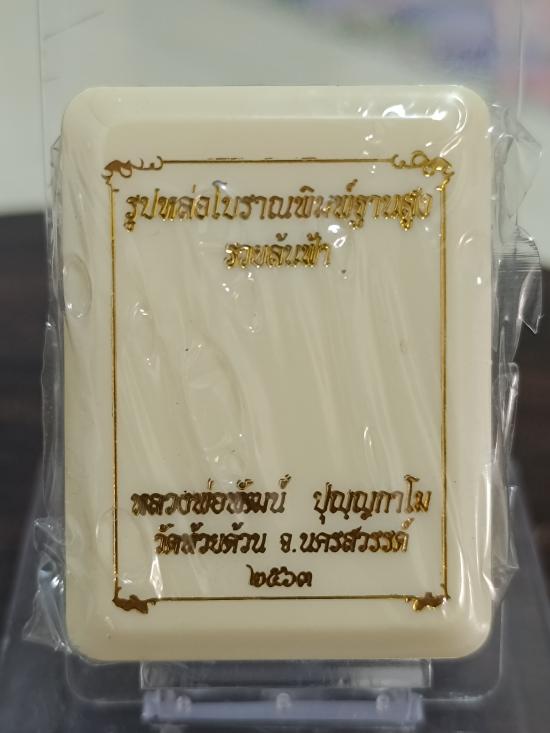 รูปหล่อโบราณพิมพ์ฐานสูง
รวยล้นฟ้า
หลวงพ่อพัฒน์ ปุญฺญกาโม
วัดห้วยด้วน จ.นครสวรรค์
๒๕๖๓